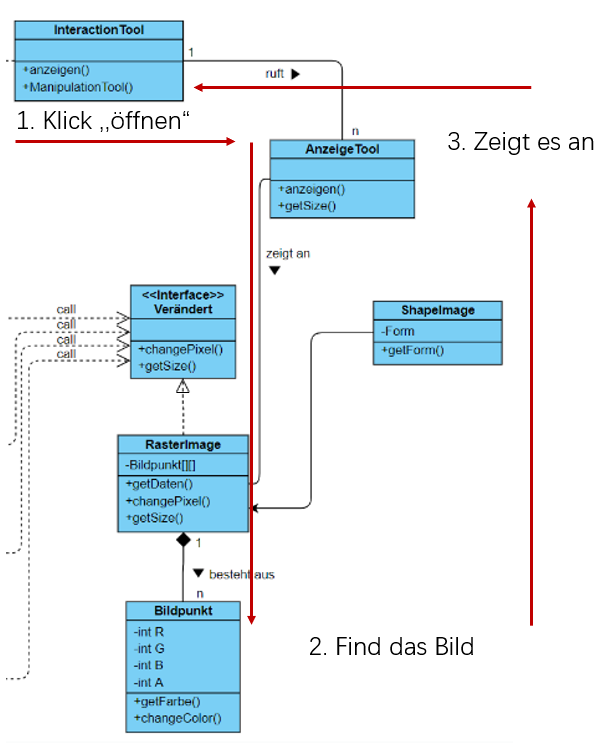 InteractionTool
+anzeigen()
+ManipulationTool()
1
ruft ▶
n
1. Klick ,,öffnen“
3. Zeigt es an
AnzeigeTool
+anzeigen()
+getSize()
zeigt an
▼
<<Interface>>
Verändert
+changePixel()
+getSize()
call
call
call
call
ShapeImage
-Form
+getForm()
RasterImage
-Bildpunkt[][]
+getDaten()
+changePixel()
+getSize()
1
▼ besteht aus
n
Bildpunkt
-int R
-int G
-int B
-int A
+getFarbe()
+changeColor()
2. Find das Bild